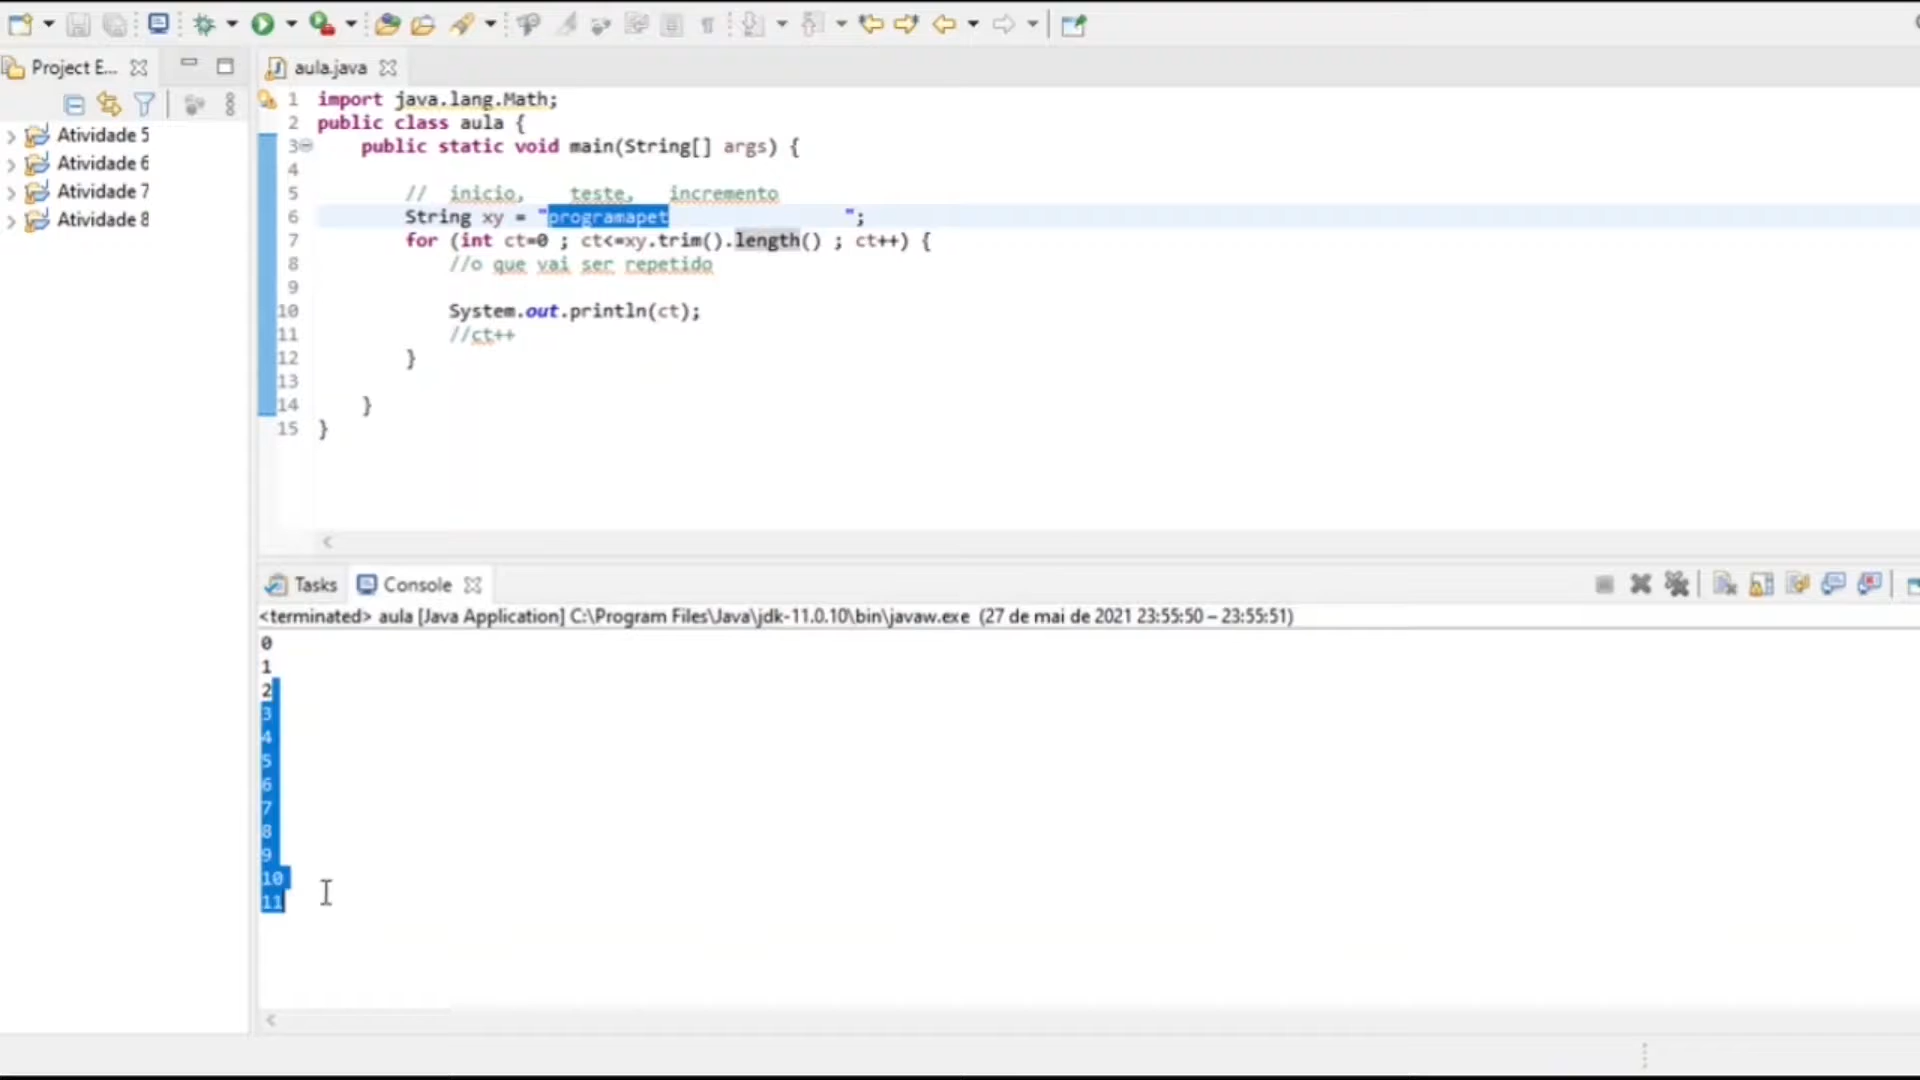 Project E...
aula.java
Atividade 5
Atividade 6
Atividade 7
Atividade 8
1 import java.lang.Math;
2 public class aula {
3 public static void main(String[] args) {
4
5 // inicio, teste, incremento
6 String xy = "programapet                ";
7 for (int ct=0 ; ct<=xy.trim().length() ; ct++) {
8 //o que vai ser repetido
9
10 System.out.println(ct);
11 //ct++
12 }
13
14 }
15 }
Tasks Console
<terminated> aula [Java Application] C:\Program Files\Java\jdk-11.0.10\bin\javaw.exe (27 de mai de 2021 23:55:50 – 23:55:51)
0
1
2
3
4
5
6
7
8
9
10
11